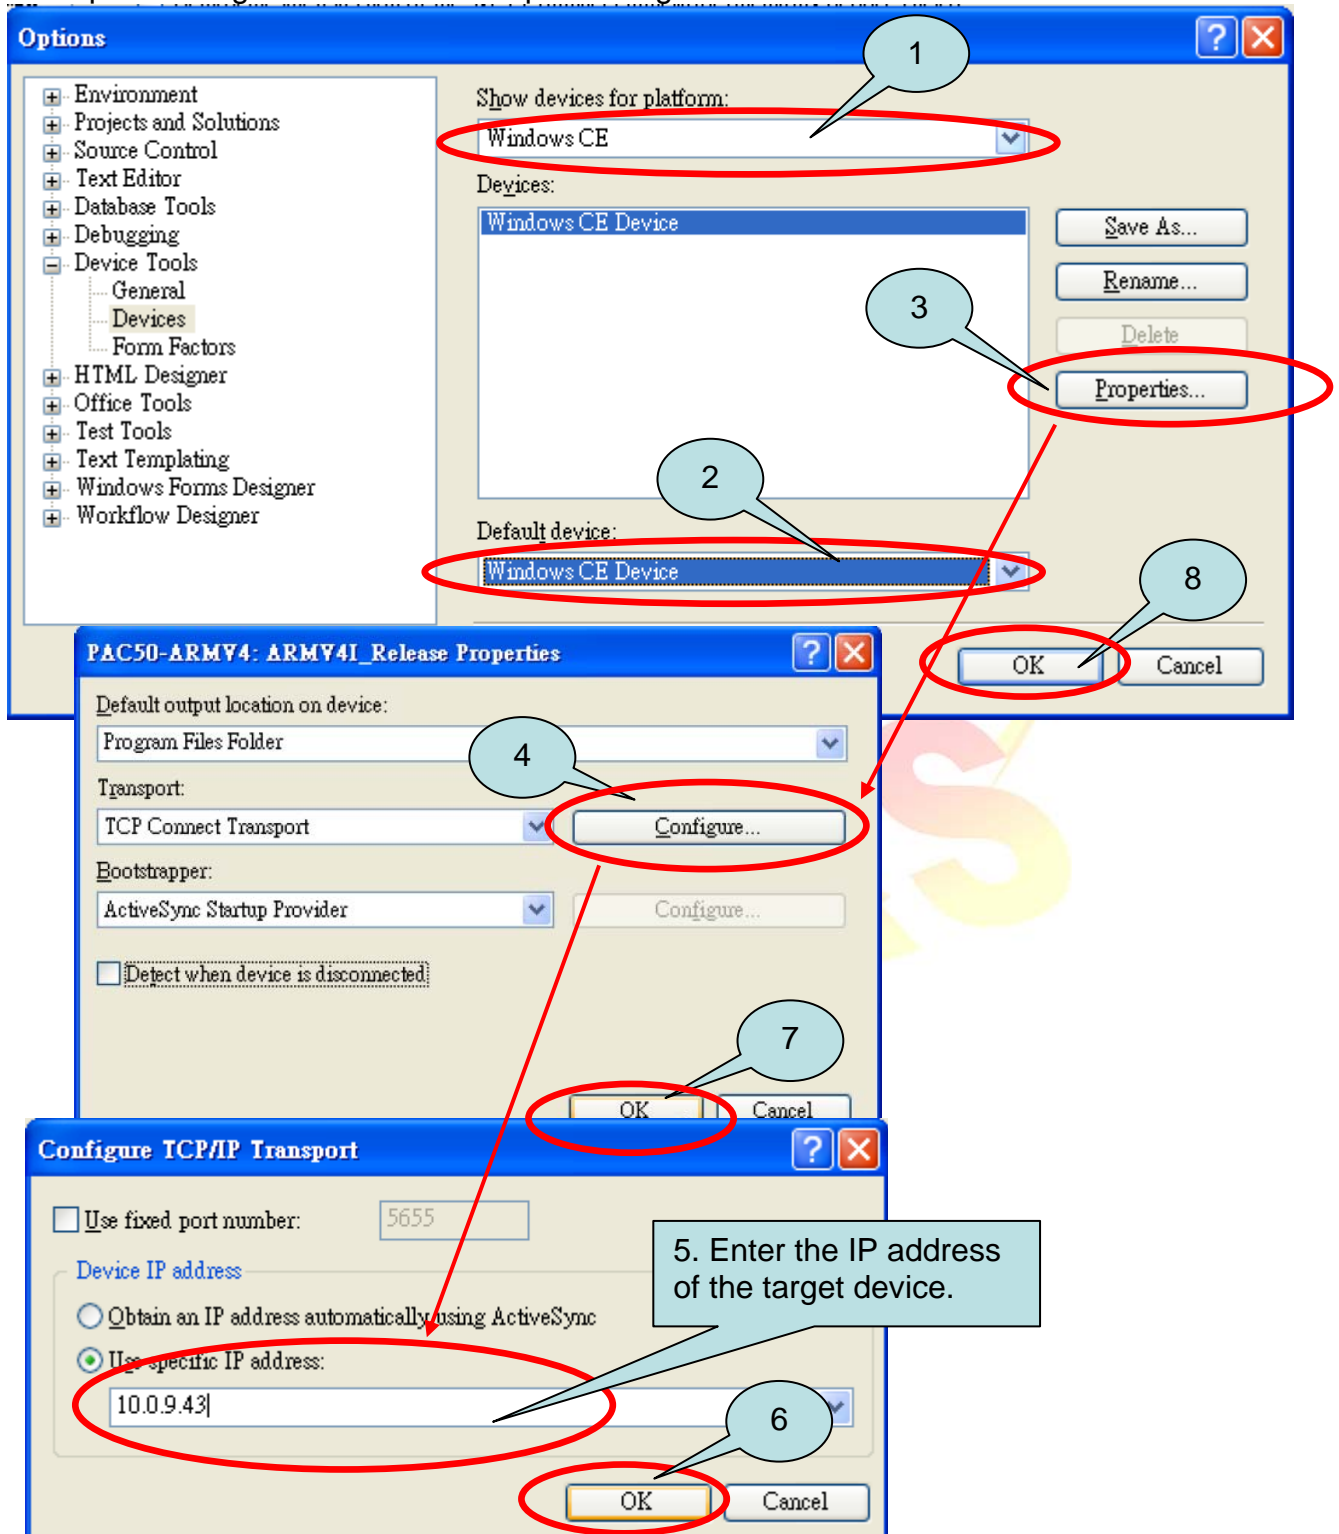 Options
1
Environment
Projects and Solutions
Source Control
Text Editor
Database Tools
Debugging
Device Tools
General
Devices
Form Factors
HTML Designer
Office Tools
Test Tools
Text Templating
Windows Forms Designer
Workflow Designer
Show devices for platform:
Windows CE
Devices:
Windows CE Device
Save As...
Rename...
3
Delete
Properties...
2
Default device:
Windows CE Device
8
OK Cancel
PAC50-ARMV4: ARMV4I_Release Properties
Default output location on device:
Program Files Folder
4
Transport:
TCP Connect Transport Configure...
Bootstrapper:
ActiveSync Startup Provider Configure...
Detect when device is disconnected
7
OK Cancel
Configure TCP/IP Transport
Use fixed port number: 5655
5. Enter the IP address
of the target device.
Device IP address
Obtain an IP address automatically using ActiveSync
Use specific IP address:
10.0.9.43
6
OK Cancel